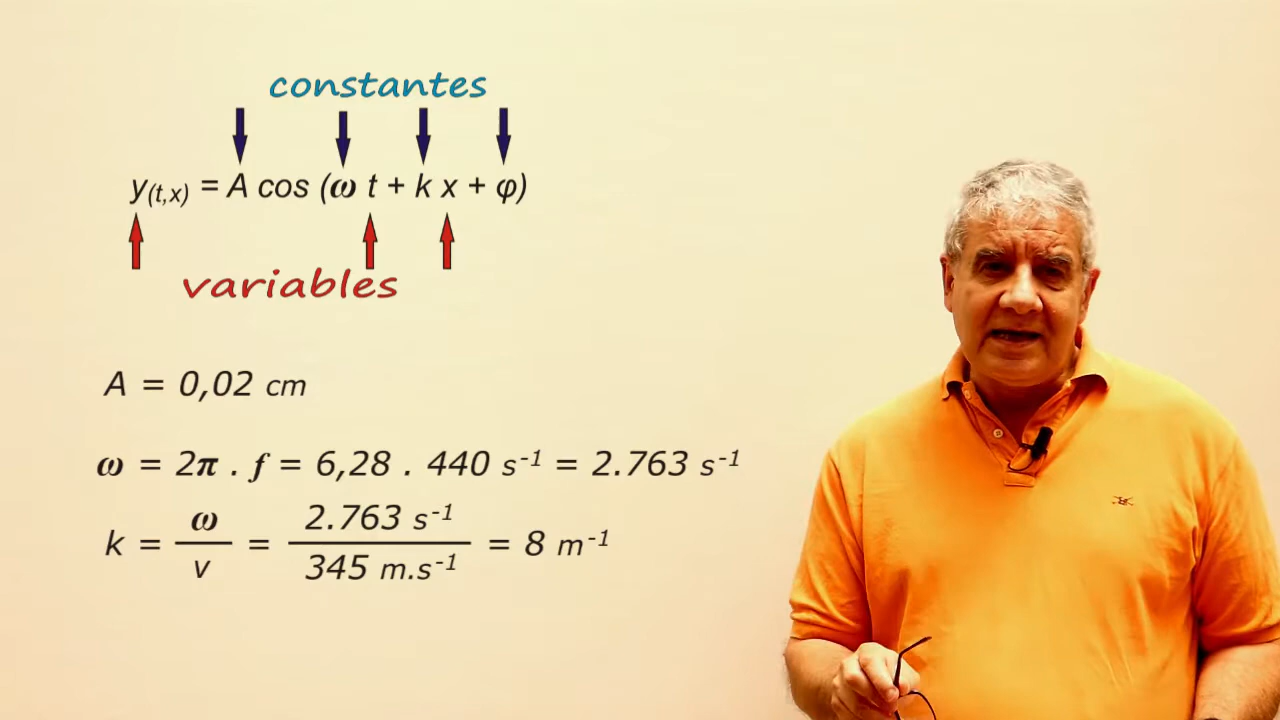 constantes
y(t,x) = A cos (ω t + k x + φ)
variables
A = 0,02 cm
ω = 2π . f = 6,28 . 440 s⁻¹ = 2.763 s⁻¹
k = ω/v = 2.763 s⁻¹ / 345 m.s⁻¹ = 8 m⁻¹